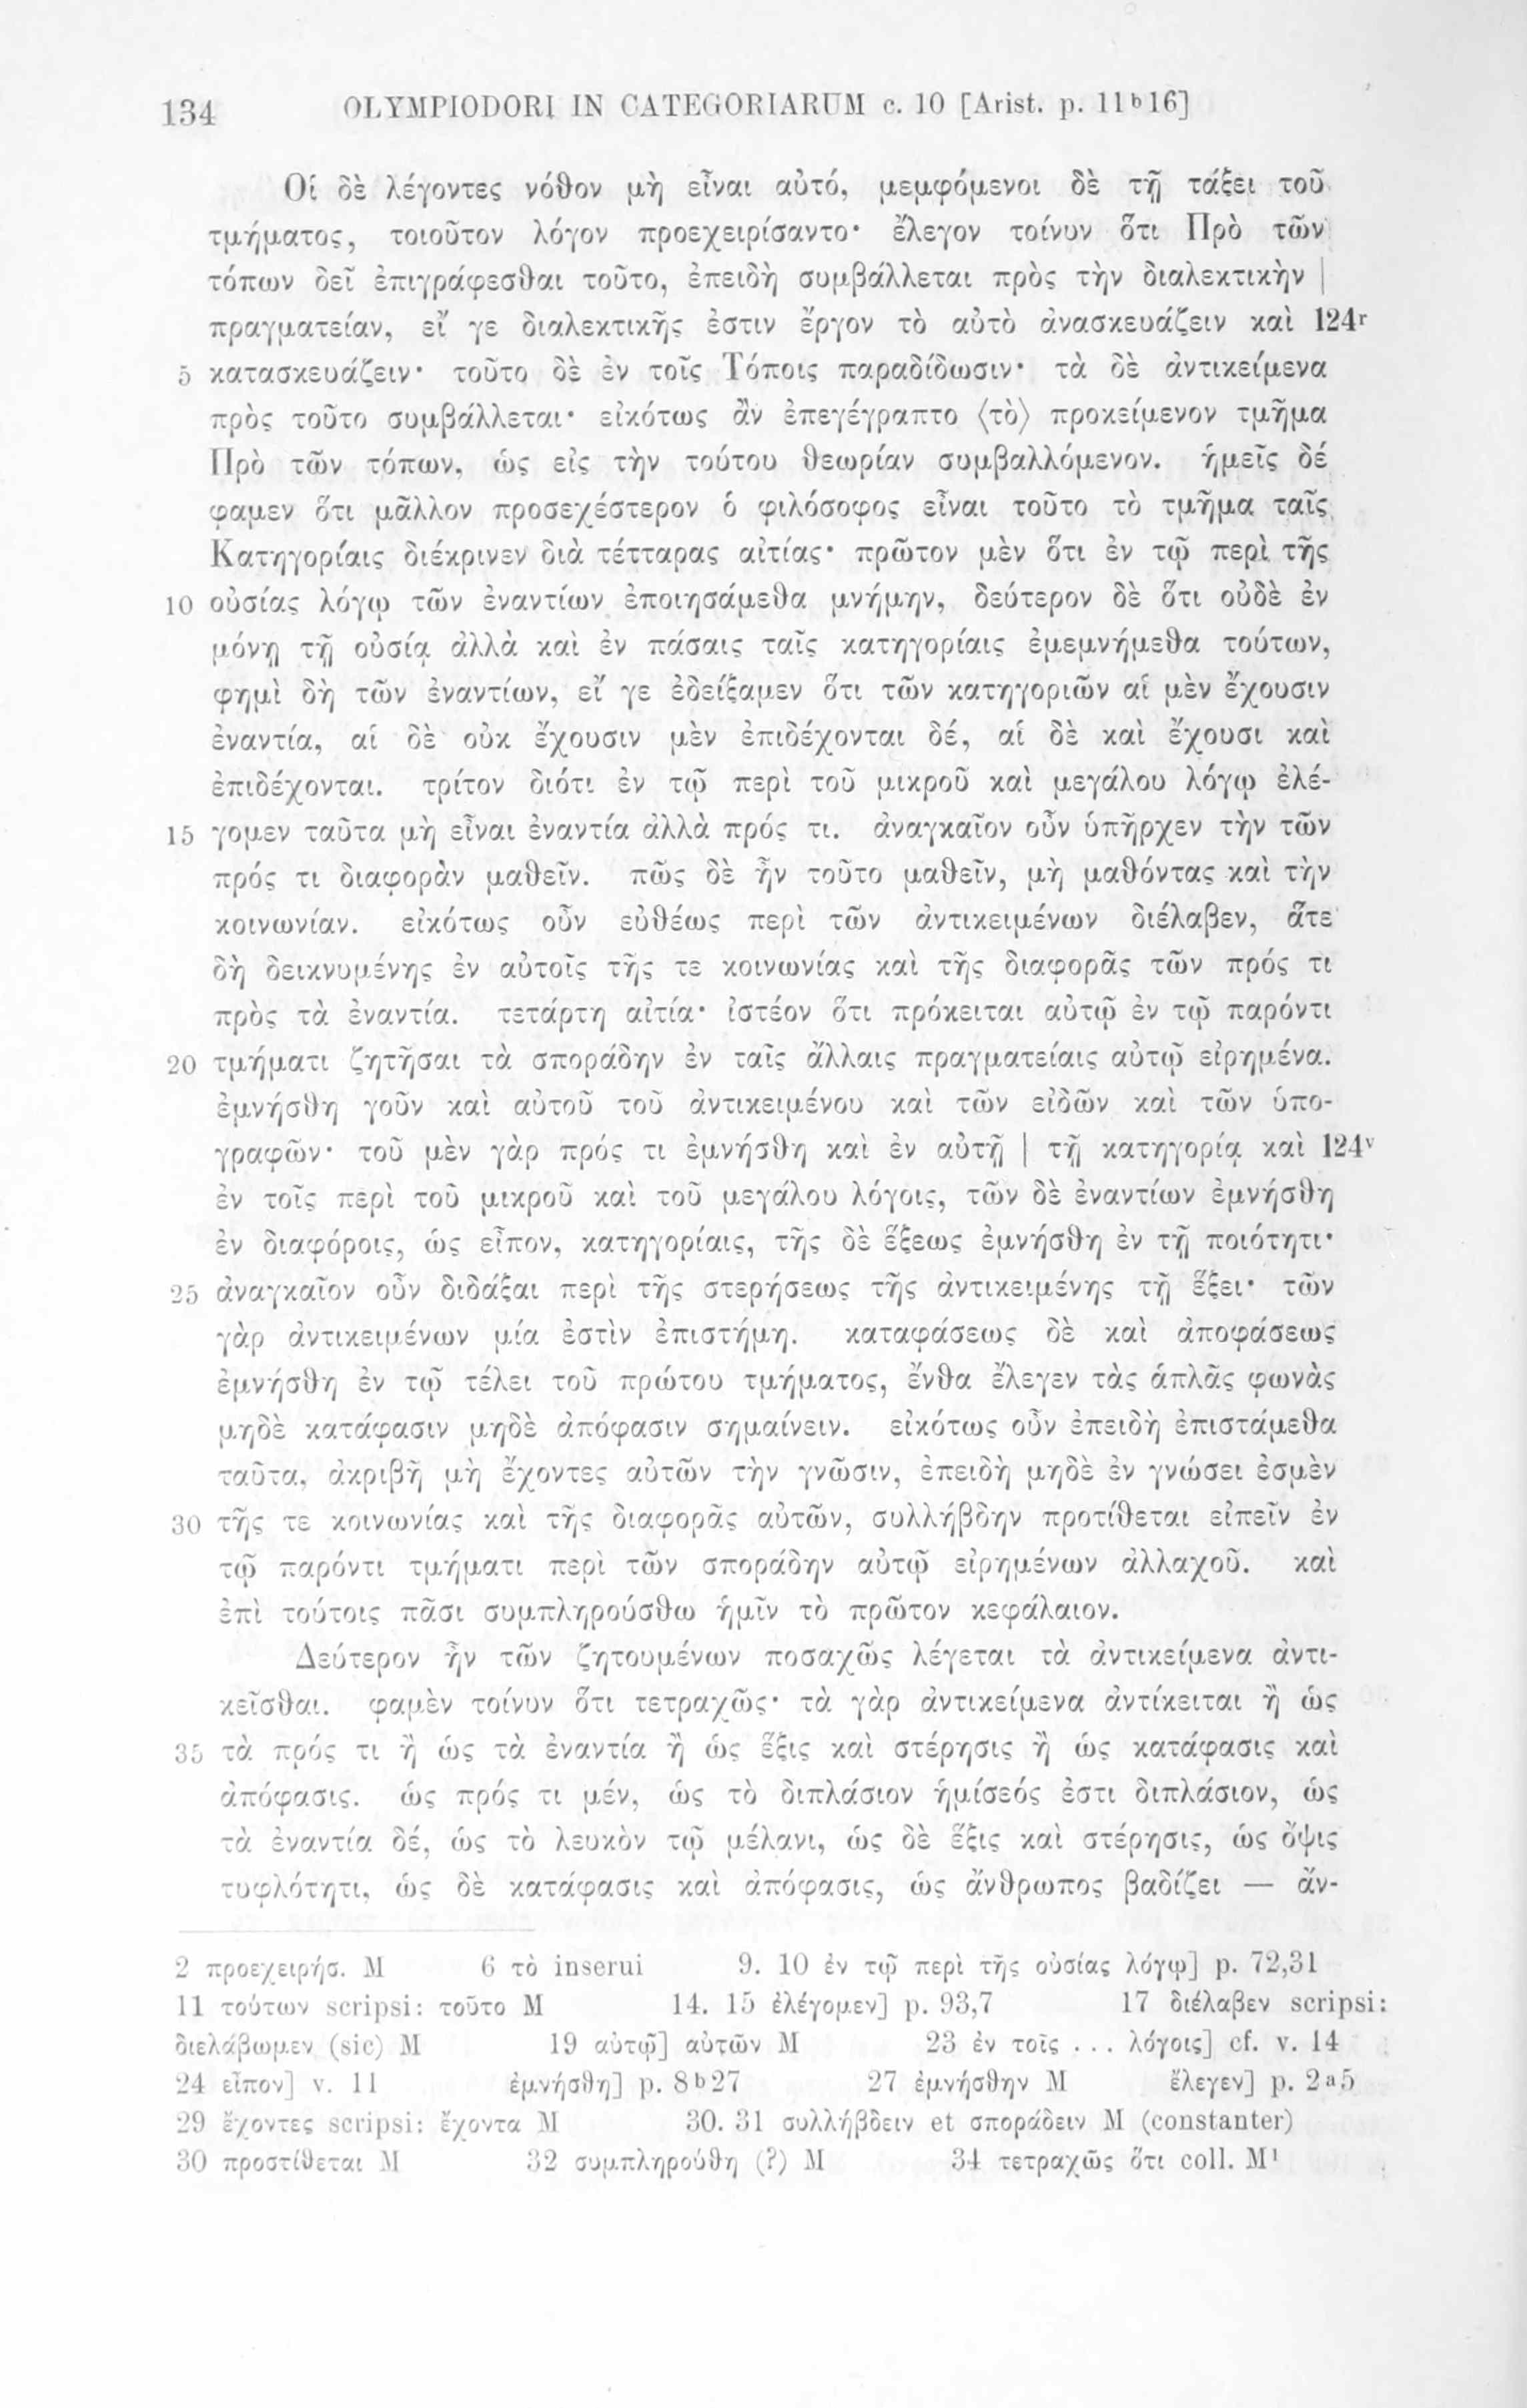 134 OLYMPIODORI IN CATEGORIARUM c. 10 [Arist. p. 11b16]
Οἱ δὲ λέγοντες νόθον μὴ εἶναι αὐτό, μεμφόμενοι δὲ τῇ τάξει τοῦ
τμήματος, τοιοῦτον λόγον προεχειρίσαντο· ἔλεγον τοίνυν ὅτι Πρὸ τῶν
τόπων δεῖ ἐπιγράφεσθαι τοῦτο, ἐπειδὴ συμβάλλεται πρὸς τὴν διαλεκτικὴν |
πραγματείαν, εἴ γε διαλεκτικῆς ἐστιν ἔργον τὸ αὐτὸ ἀνασκευάζειν καὶ 124r
5 κατασκευάζειν· τοῦτο δὲ ἐν τοῖς Τόποις παραδίδωσιν· τὰ δὲ ἀντικείμενα
πρὸς τοῦτο συμβάλλεται· εἰκότως ἂν ἐπεγέγραπτο ⟨τὸ⟩ προκείμενον τμῆμα
Πρὸ τῶν τόπων, ὡς εἰς τὴν τούτου θεωρίαν συμβαλλόμενον. ἡμεῖς δέ
φαμεν ὅτι μᾶλλον προσεχέστερον ὁ φιλόσοφος εἶναι τοῦτο τὸ τμῆμα ταῖς
Κατηγορίαις διέκρινεν διὰ τέτταρας αἰτίας· πρῶτον μὲν ὅτι ἐν τῷ περὶ τῆς
10 οὐσίας λόγῳ τῶν ἐναντίων ἐποιησάμεθα μνήμην, δεύτερον δὲ ὅτι οὐδὲ ἐν
μόνῃ τῇ οὐσίᾳ ἀλλὰ καὶ ἐν πάσαις ταῖς κατηγορίαις ἐμεμνήμεθα τούτων,
φημὶ δὴ τῶν ἐναντίων, εἴ γε ἐδείξαμεν ὅτι τῶν κατηγοριῶν αἱ μὲν ἔχουσιν
ἐναντία, αἱ δὲ οὐκ ἔχουσιν μὲν ἐπιδέχονται δέ, αἱ δὲ καὶ ἔχουσι καὶ
ἐπιδέχονται. τρίτον διότι ἐν τῷ περὶ τοῦ μικροῦ καὶ μεγάλου λόγῳ ἐλέ-
15 γομεν ταῦτα μὴ εἶναι ἐναντία ἀλλὰ πρός τι. ἀναγκαῖον οὖν ὑπῆρχεν τὴν τῶν
πρός τι διαφορὰν μαθεῖν. πῶς δὲ ἦν τοῦτο μαθεῖν, μὴ μαθόντας καὶ τὴν
κοινωνίαν. εἰκότως οὖν εὐθέως περὶ τῶν ἀντικειμένων διέλαβεν, ἅτε
δὴ δεικνυμένης ἐν αὐτοῖς τῆς τε κοινωνίας καὶ τῆς διαφορᾶς τῶν πρός τι
πρὸς τὰ ἐναντία. τετάρτη αἰτία· ἰστέον ὅτι πρόκειται αὐτῷ ἐν τῷ παρόντι
20 τμήματι ζητῆσαι τὰ σποράδην ἐν ταῖς ἄλλαις πραγματείαις αὐτῷ εἰρημένα.
ἐμνήσθη γοῦν καὶ αὐτοῦ τοῦ ἀντικειμένου καὶ τῶν εἰδῶν καὶ τῶν ὑπο-
γραφῶν· τοῦ μὲν γὰρ πρός τι ἐμνήσθη καὶ ἐν αὐτῇ | τῇ κατηγορίᾳ καὶ 124v
ἐν τοῖς περὶ τοῦ μικροῦ καὶ τοῦ μεγάλου λόγοις, τῶν δὲ ἐναντίων ἐμνήσθη
ἐν διαφόροις, ὡς εἶπον, κατηγορίαις, τῆς δὲ ἕξεως ἐμνήσθη ἐν τῇ ποιότητι·
25 ἀναγκαῖον οὖν διδάξαι περὶ τῆς στερήσεως τῆς ἀντικειμένης τῇ ἕξει· τῶν
γὰρ ἀντικειμένων μία ἐστὶν ἐπιστήμη. καταφάσεως δὲ καὶ ἀποφάσεως
ἐμνήσθη ἐν τῷ τέλει τοῦ πρώτου τμήματος, ἔνθα ἔλεγεν τὰς ἁπλᾶς φωνὰς
μηδὲ κατάφασιν μηδὲ ἀπόφασιν σημαίνειν. εἰκότως οὖν ἐπειδὴ ἐπιστάμεθα
ταῦτα, ἀκριβῆ μὴ ἔχοντες αὐτῶν τὴν γνῶσιν, ἐπειδὴ μηδὲ ἐν γνώσει ἐσμὲν
30 τῆς τε κοινωνίας καὶ τῆς διαφορᾶς αὐτῶν, συλλήβδην προτίθεται εἰπεῖν ἐν
τῷ παρόντι τμήματι περὶ τῶν σποράδην αὐτῷ εἰρημένων ἀλλαχοῦ. καὶ
ἐπὶ τούτοις πᾶσι συμπληρούσθω ἡμῖν τὸ πρῶτον κεφάλαιον.
Δεύτερον ἦν τῶν ζητουμένων ποσαχῶς λέγεται τὰ ἀντικείμενα ἀντι-
κεῖσθαι. φαμὲν τοίνυν ὅτι τετραχῶς· τὰ γὰρ ἀντικείμενα ἀντίκειται ἢ ὡς
35 τὰ πρός τι ἢ ὡς τὰ ἐναντία ἢ ὡς ἕξις καὶ στέρησις ἢ ὡς κατάφασις καὶ
ἀπόφασις. ὡς πρός τι μέν, ὡς τὸ διπλάσιον ἡμίσεός ἐστι διπλάσιον, ὡς
τὰ ἐναντία δέ, ὡς τὸ λευκὸν τῷ μέλανι, ὡς δὲ ἕξις καὶ στέρησις, ὡς ὄψις
τυφλότητι, ὡς δὲ κατάφασις καὶ ἀπόφασις, ὡς ἄνθρωπος βαδίζει — ἄν-
2 προεχειρήσ. M 6 τὸ inserui 9. 10 ἐν τῷ περὶ τῆς οὐσίας λόγῳ] p. 72,31
11 τούτων scripsi: τοῦτο M 14. 15 ἐλέγομεν] p. 93,7 17 διέλαβεν scripsi:
διελάβωμεν (sic) M 19 αὐτῷ] αὐτῶν M 23 ἐν τοῖς ... λόγοις] cf. v. 14
24 εἶπον] v. 11 ἐμνήσθη] p. 8b27 27 ἐμνήσθην M ἔλεγεν] p. 2a5
29 ἔχοντες scripsi: ἔχοντα M 30. 31 συλλήβδειν et σποράδειν M (constanter)
30 προστίθεται M 32 συμπληρούθη (?) M 34 τετραχῶς ὅτι coll. M1